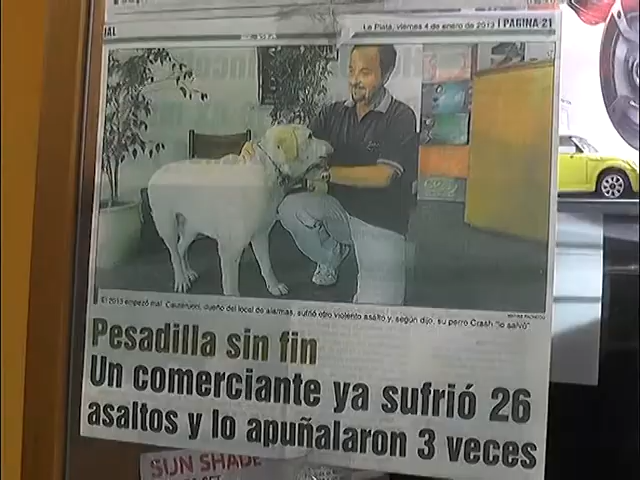 La Plata, viernes 4 de enero de 2013 | PAGINA 21
El 2013 empezó mal. Cauterucci, dueño del local de alarmas, sufrió otro violento asalto y, según dijo, su perro Crash "lo salvó"
Pesadilla sin fin
Un comerciante ya sufrió 26
asaltos y lo apuñalaron 3 veces
SUN SHADE